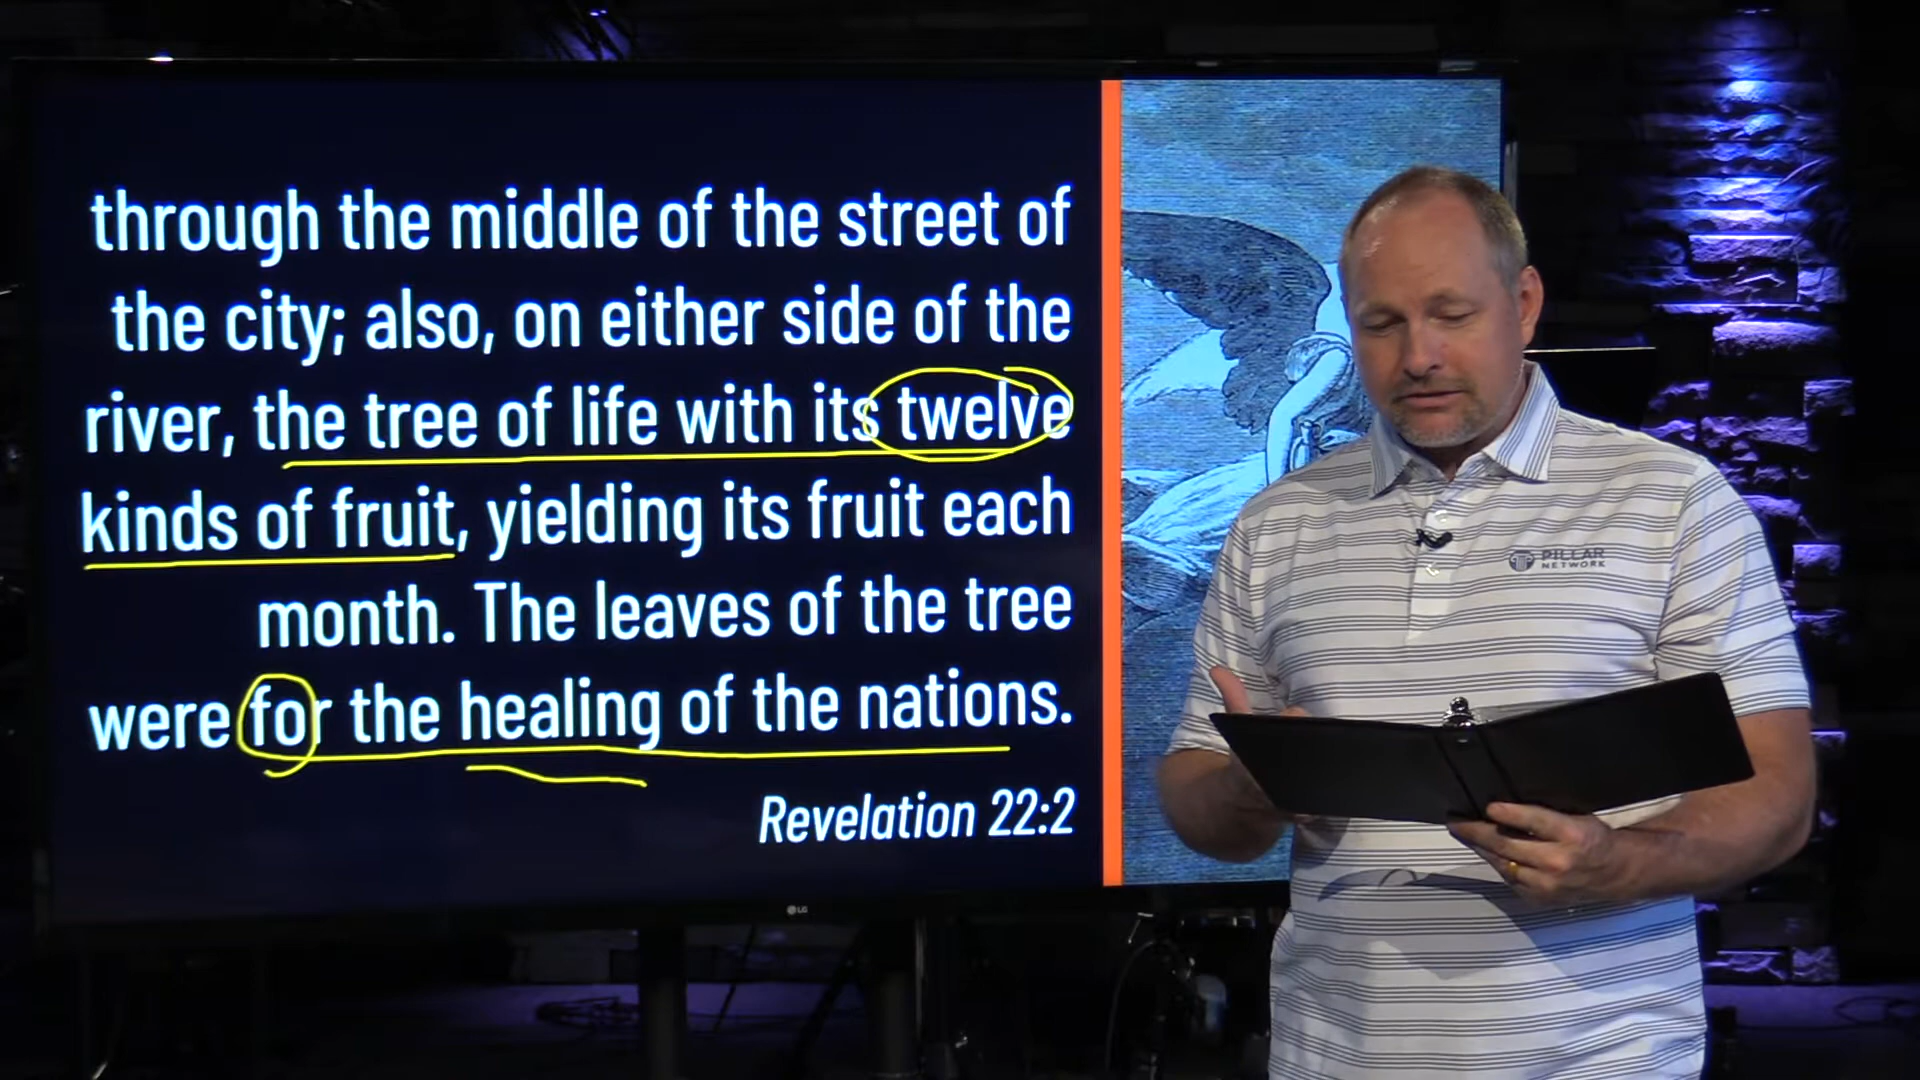 through the middle of the street of
the city; also, on either side of the
river, the tree of life with its twelve
kinds of fruit, yielding its fruit each
month. The leaves of the tree
were for the healing of the nations.
Revelation 22:2
LG
PILLAR
NETWORK